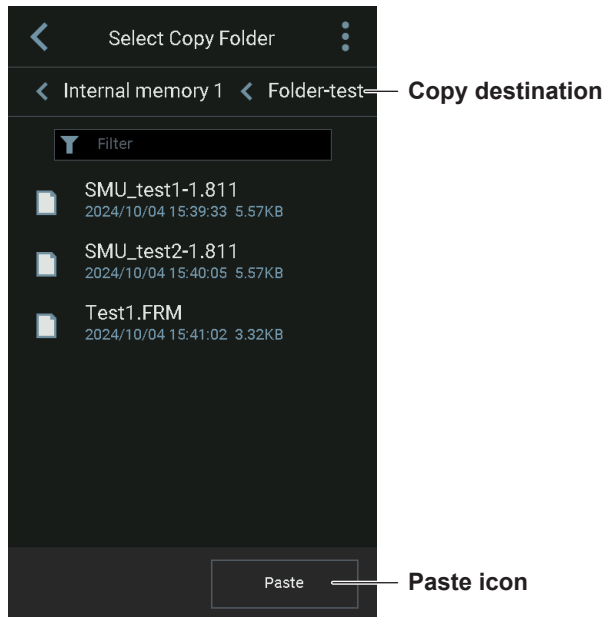 Select Copy Folder
Internal memory 1 Folder-test Copy destination
Filter
SMU_test1-1.811
2024/10/04 15:39:33 5.57KB
SMU_test2-1.811
2024/10/04 15:40:05 5.57KB
Test1.FRM
2024/10/04 15:41:02 3.32KB
Paste Paste icon